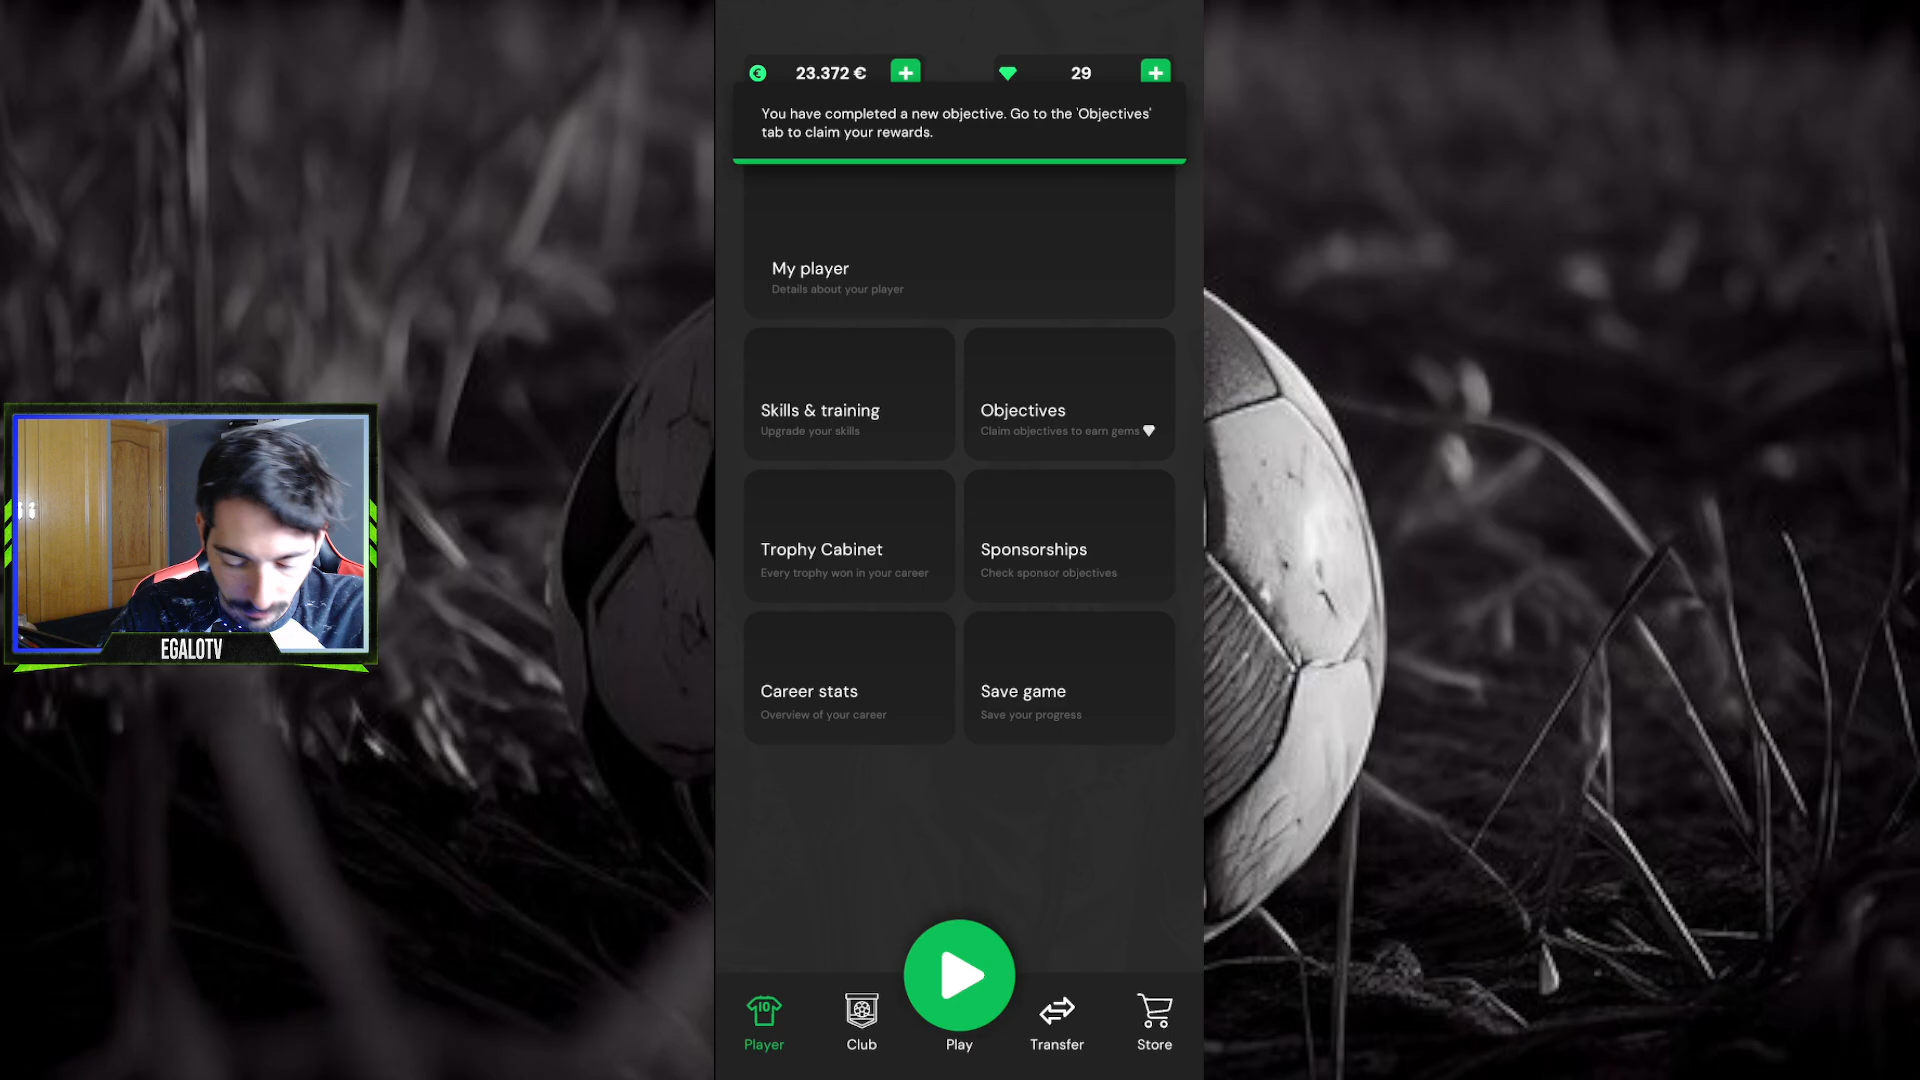 23.372 €
29
You have completed a new objective. Go to the 'Objectives'
tab to claim your rewards.
My player
Details about your player
Skills & training
Upgrade your skills
Objectives
Claim objectives to earn gems
Trophy Cabinet
Every trophy won in your career
Sponsorships
Check sponsor objectives
Career stats
Overview of your career
Save game
Save your progress
EGALOTV
10
Player
Club
Play
Transfer
Store